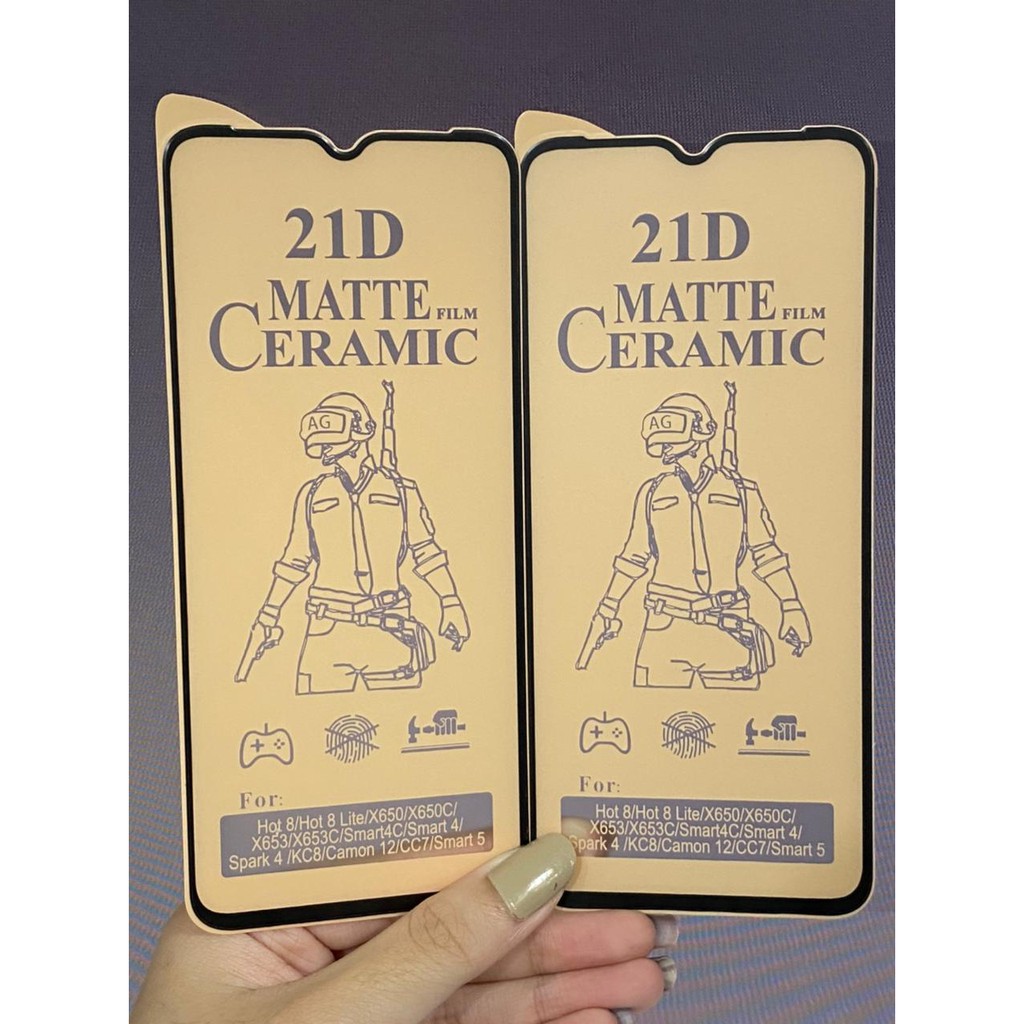 21D
MATTE FILM
CERAMIC
AG
For:
Hot 8/Hot 8 Lite/X650/X650C/
X653/X653C/Smart4C/Smart 4/
Spark 4 /KC8/Camon 12/CC7/Smart 5
21D
MATTE FILM
CERAMIC
AG
For:
Hot 8/Hot 8 Lite/X650/X650C/
X653/X653C/Smart4C/Smart 4/
Spark 4 /KC8/Camon 12/CC7/Smart 5